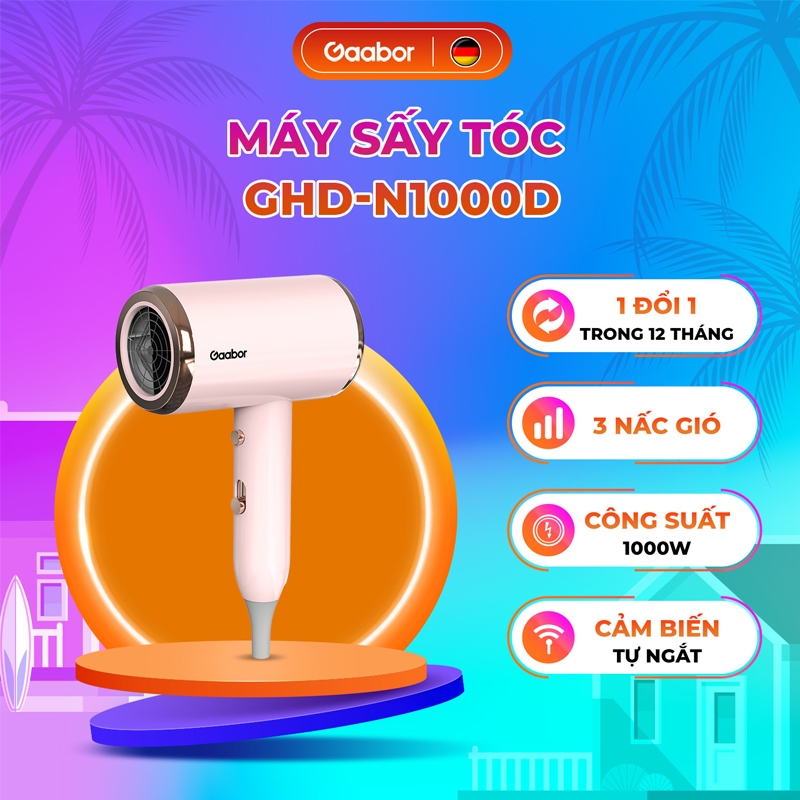 Gaabor
MÁY SẤY TÓC
GHD-N1000D
Gaabor
1 ĐỔI 1
TRONG 12 THÁNG
3 NẤC GIÓ
CÔNG SUẤT
1000W
CẢM BIẾN
TỰ NGẮT